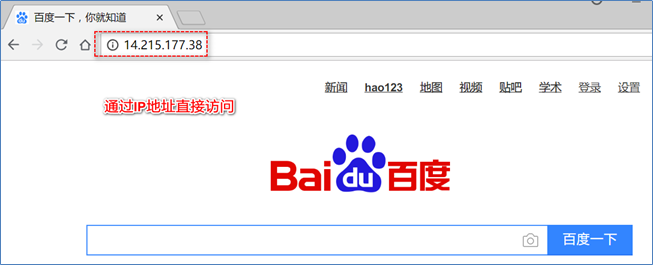 百度一下，你就知道
14.215.177.38
新闻 hao123 地图 视频 贴吧 学术 登录 设置
通过IP地址直接访问
Bai du 百度
百度一下